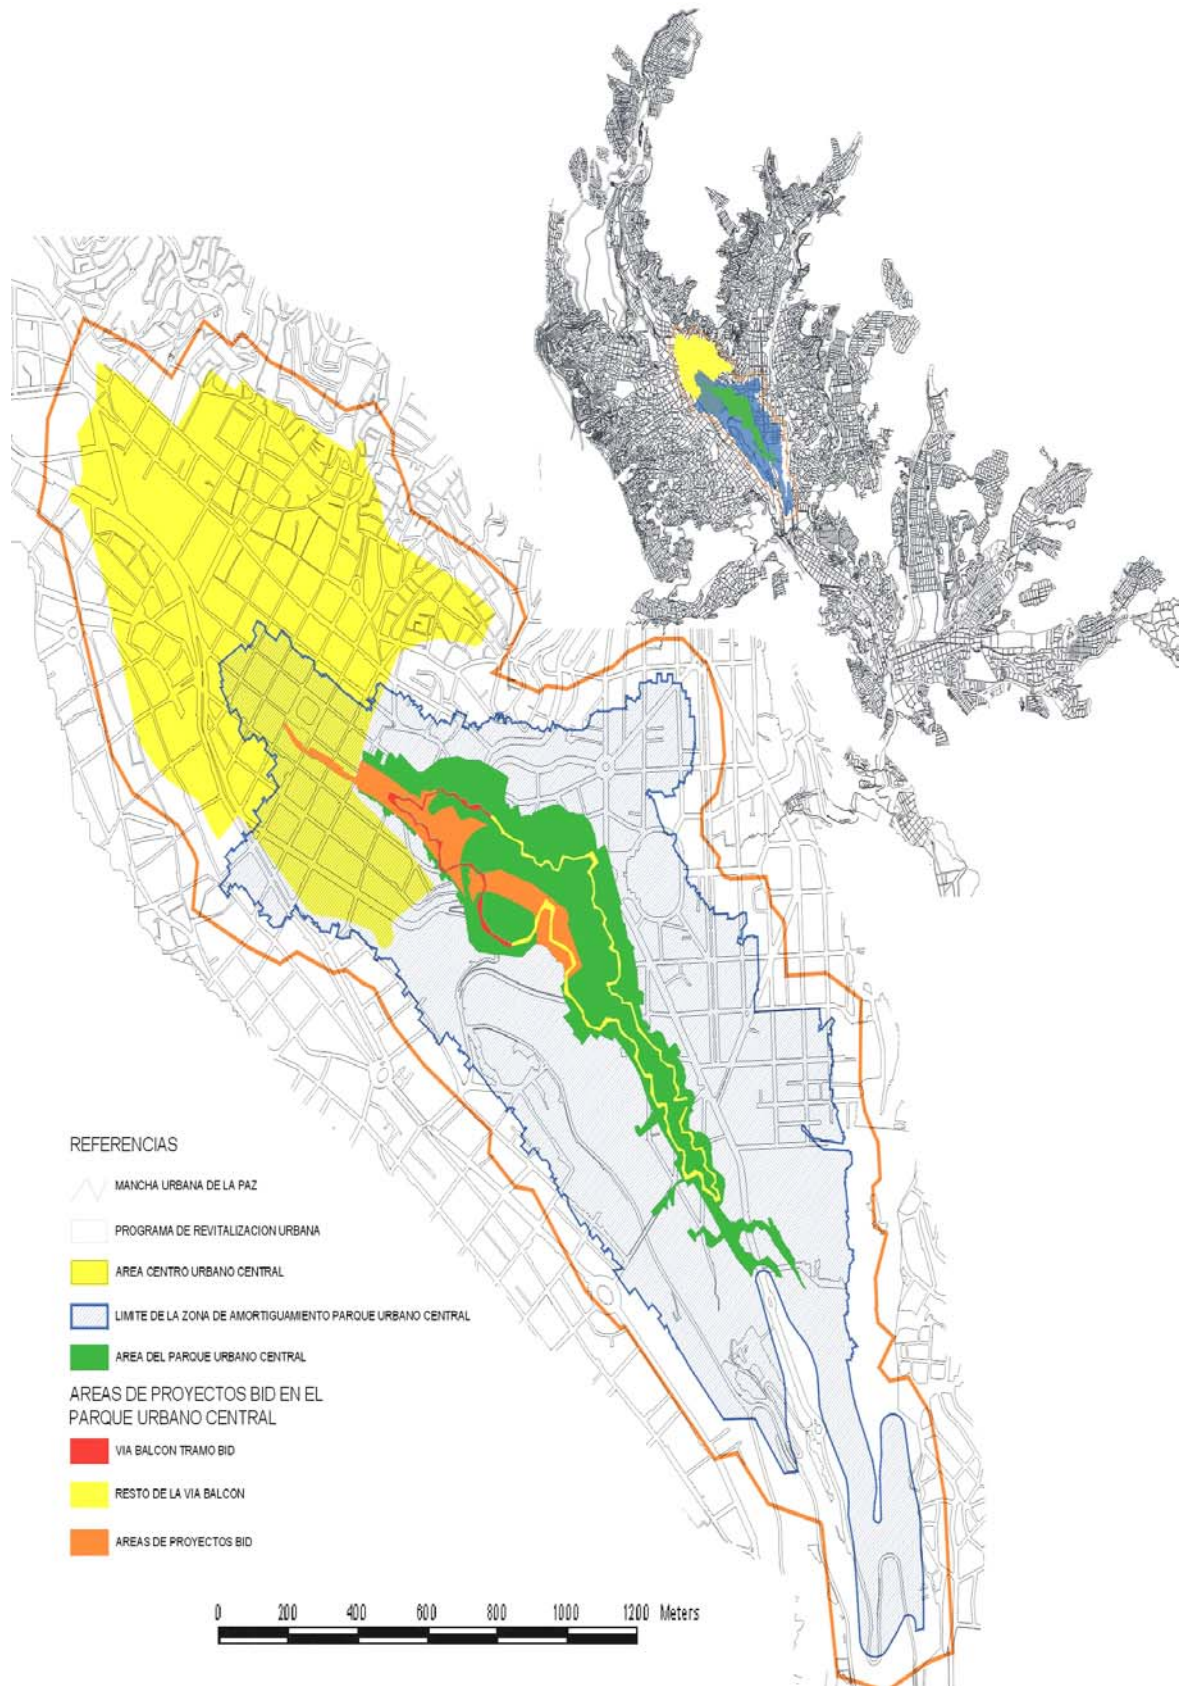 REFERENCIAS
MANCHA URBANA DE LA PAZ
PROGRAMA DE REVITALIZACION URBANA
AREA CENTRO URBANO CENTRAL
LIMITE DE LA ZONA DE AMORTIGUAMIENTO PARQUE URBANO CENTRAL
AREA DEL PARQUE URBANO CENTRAL
AREAS DE PROYECTOS BID EN EL
PARQUE URBANO CENTRAL
VIA BALCON TRAMO BID
RESTO DE LA VIA BALCON
AREAS DE PROYECTOS BID
0 200 400 600 800 1000 1200 Meters